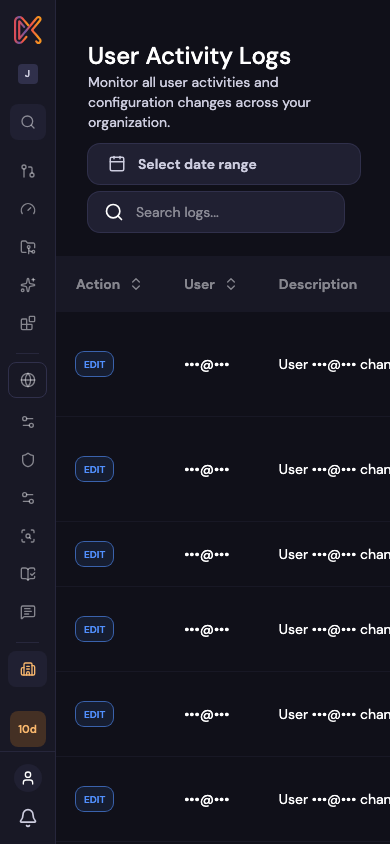 J
User Activity Logs
Monitor all user activities and
configuration changes across your
organization.
Select date range
Search logs...
Action User Description
EDIT •••@••• User •••@••• chan
EDIT •••@••• User •••@••• chan
EDIT •••@••• User •••@••• chan
EDIT •••@••• User •••@••• chan
EDIT •••@••• User •••@••• chan
EDIT •••@••• User •••@••• chan
10d